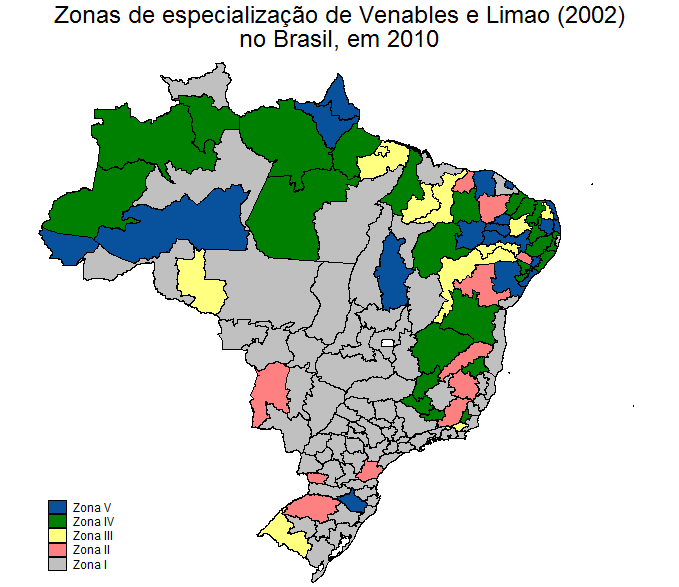 Zonas de especialização de Venables e Limao (2002)
no Brasil, em 2010
Zona V
Zona IV
Zona III
Zona II
Zona I